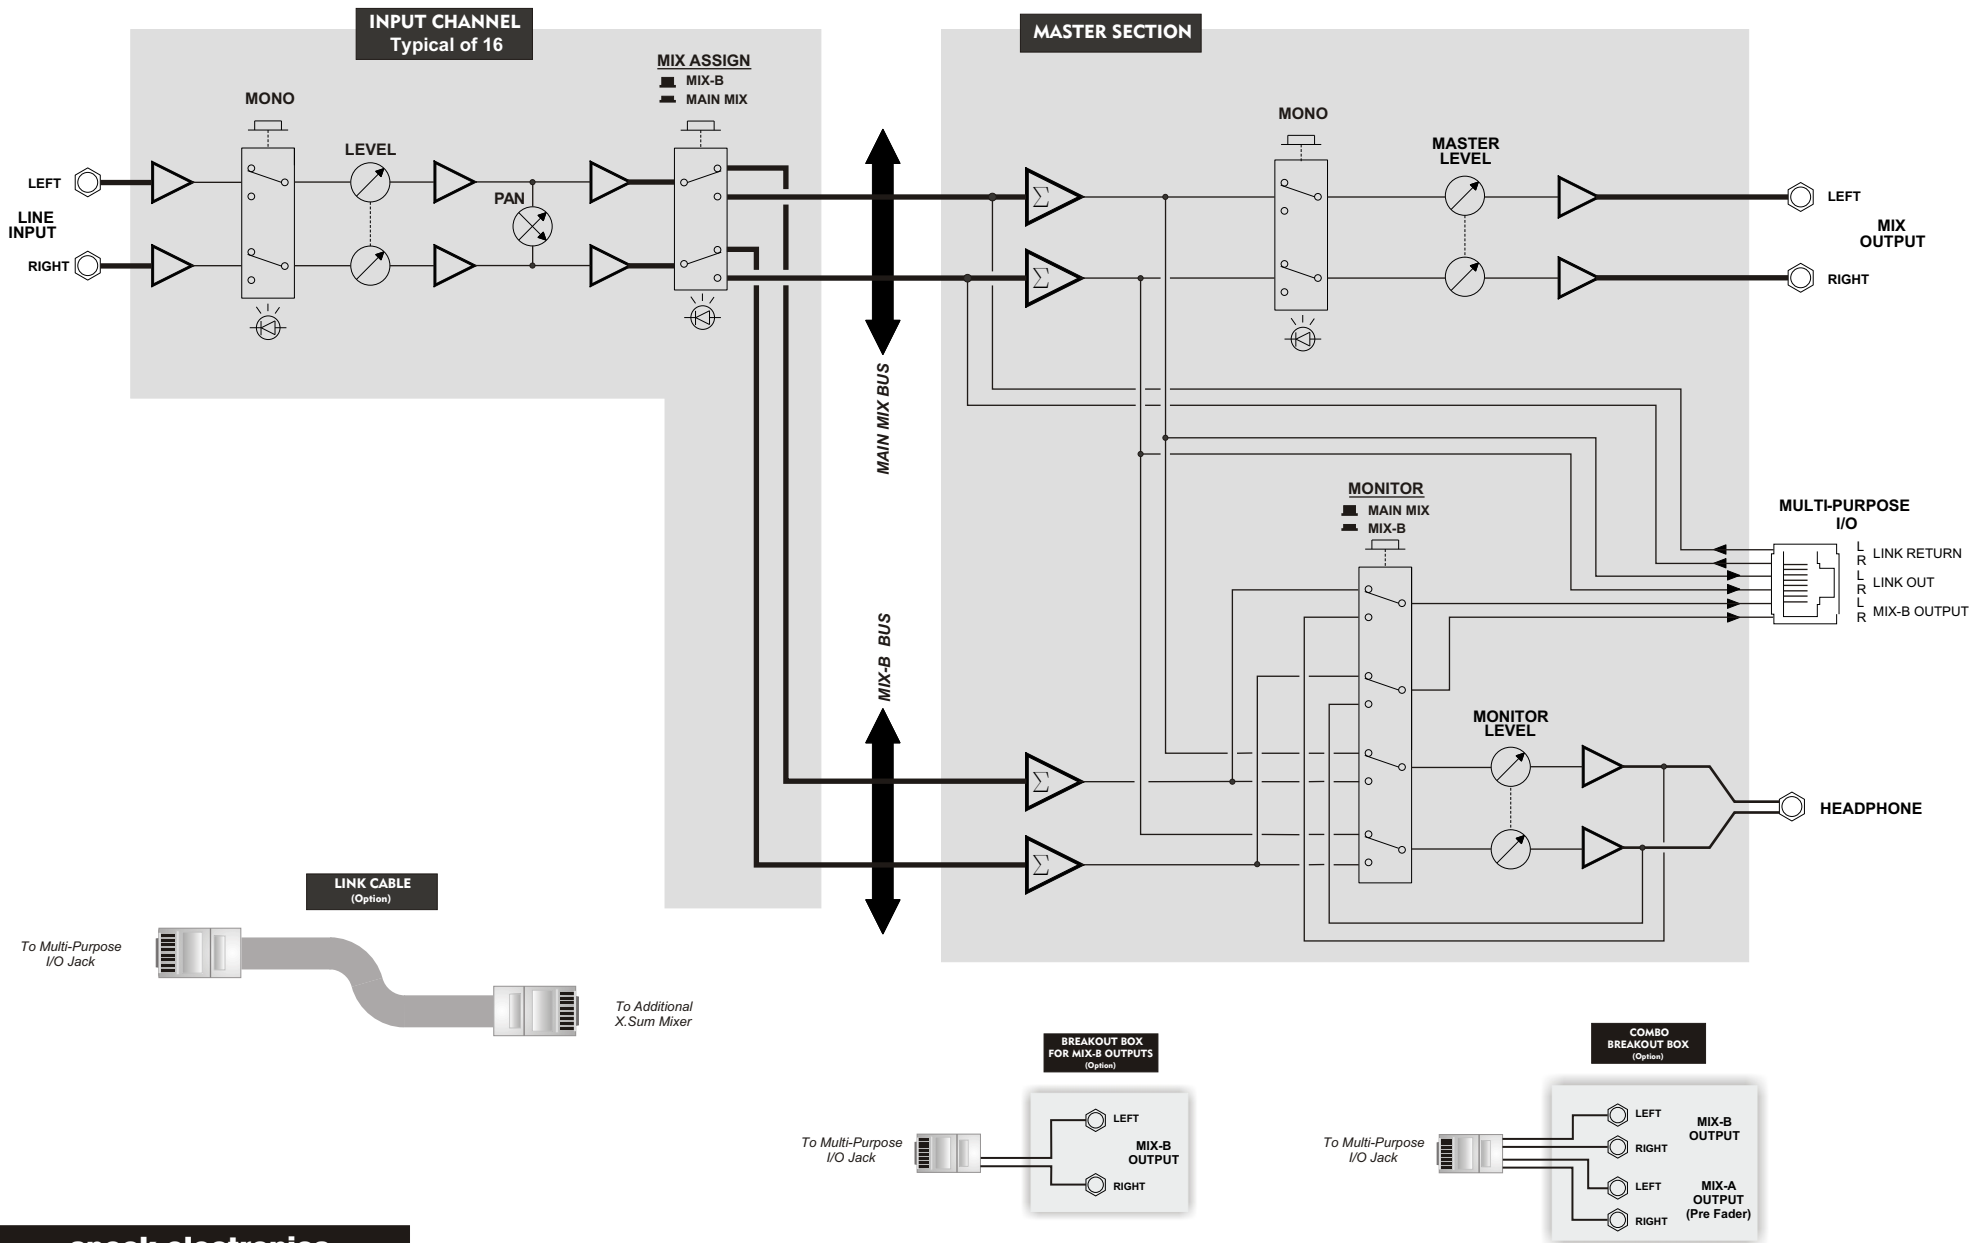 INPUT CHANNEL
Typical of 16
MONO
LEVEL
PAN
MIX ASSIGN
MIX-B
MAIN MIX
LEFT
LINE
INPUT
RIGHT
MAIN MIX BUS
MIX-B BUS
MASTER SECTION
Σ
Σ
MONO
MASTER
LEVEL
LEFT
MIX
OUTPUT
RIGHT
MONITOR
MAIN MIX
MIX-B
MULTI-PURPOSE
I/O
L
R
LINK RETURN
L
R
LINK OUT
L
R
MIX-B OUTPUT
Σ
Σ
MONITOR
LEVEL
HEADPHONE
LINK CABLE
(Option)
To Multi-Purpose
I/O Jack
To Additional
X.Sum Mixer
BREAKOUT BOX
FOR MIX-B OUTPUTS
(Option)
To Multi-Purpose
I/O Jack
LEFT
MIX-B
OUTPUT
RIGHT
COMBO
BREAKOUT BOX
(Option)
To Multi-Purpose
I/O Jack
LEFT
MIX-B
OUTPUT
RIGHT
LEFT
MIX-A
OUTPUT
(Pre Fader)
RIGHT